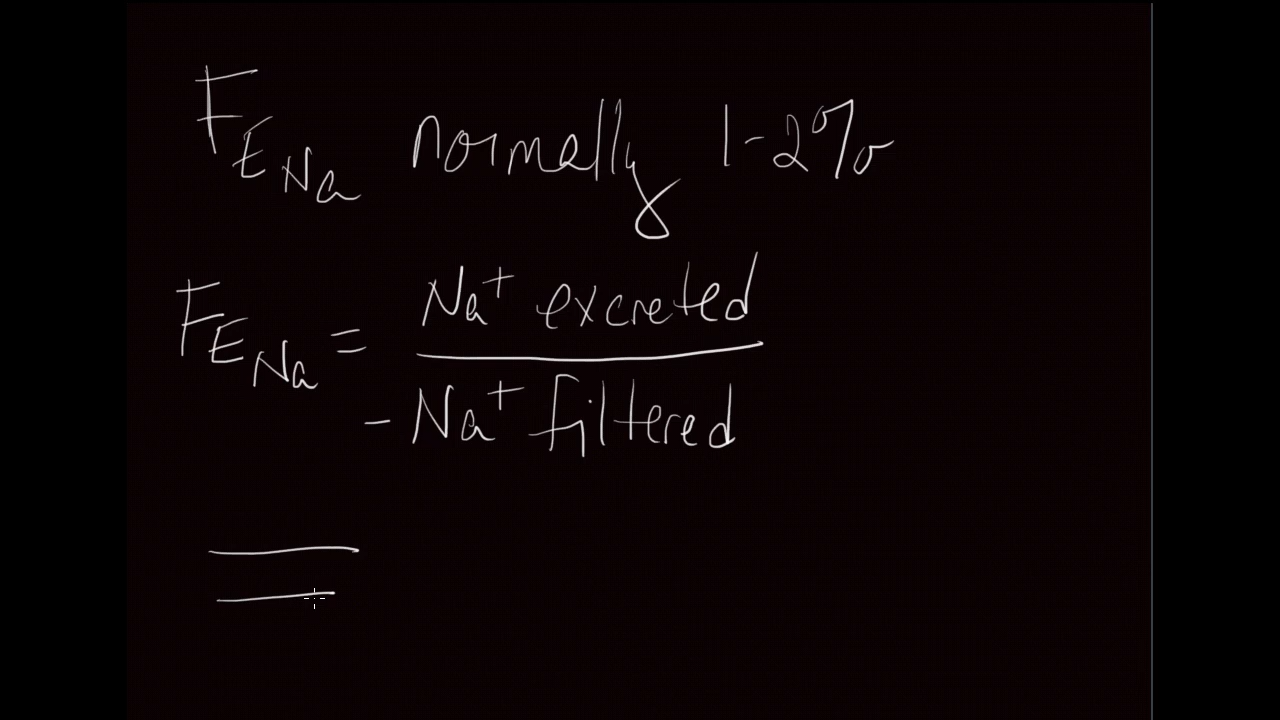 FENa normally 1-2%
FENa = Na+ excreted
- Na+ filtered